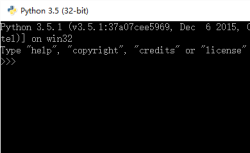 Python 3.5 (32-bit)
Python 3.5.1 (v3.5.1:37a07cee5969, Dec  6 2015,
tel)] on win32
Type "help", "copyright", "credits" or "license"
>>>